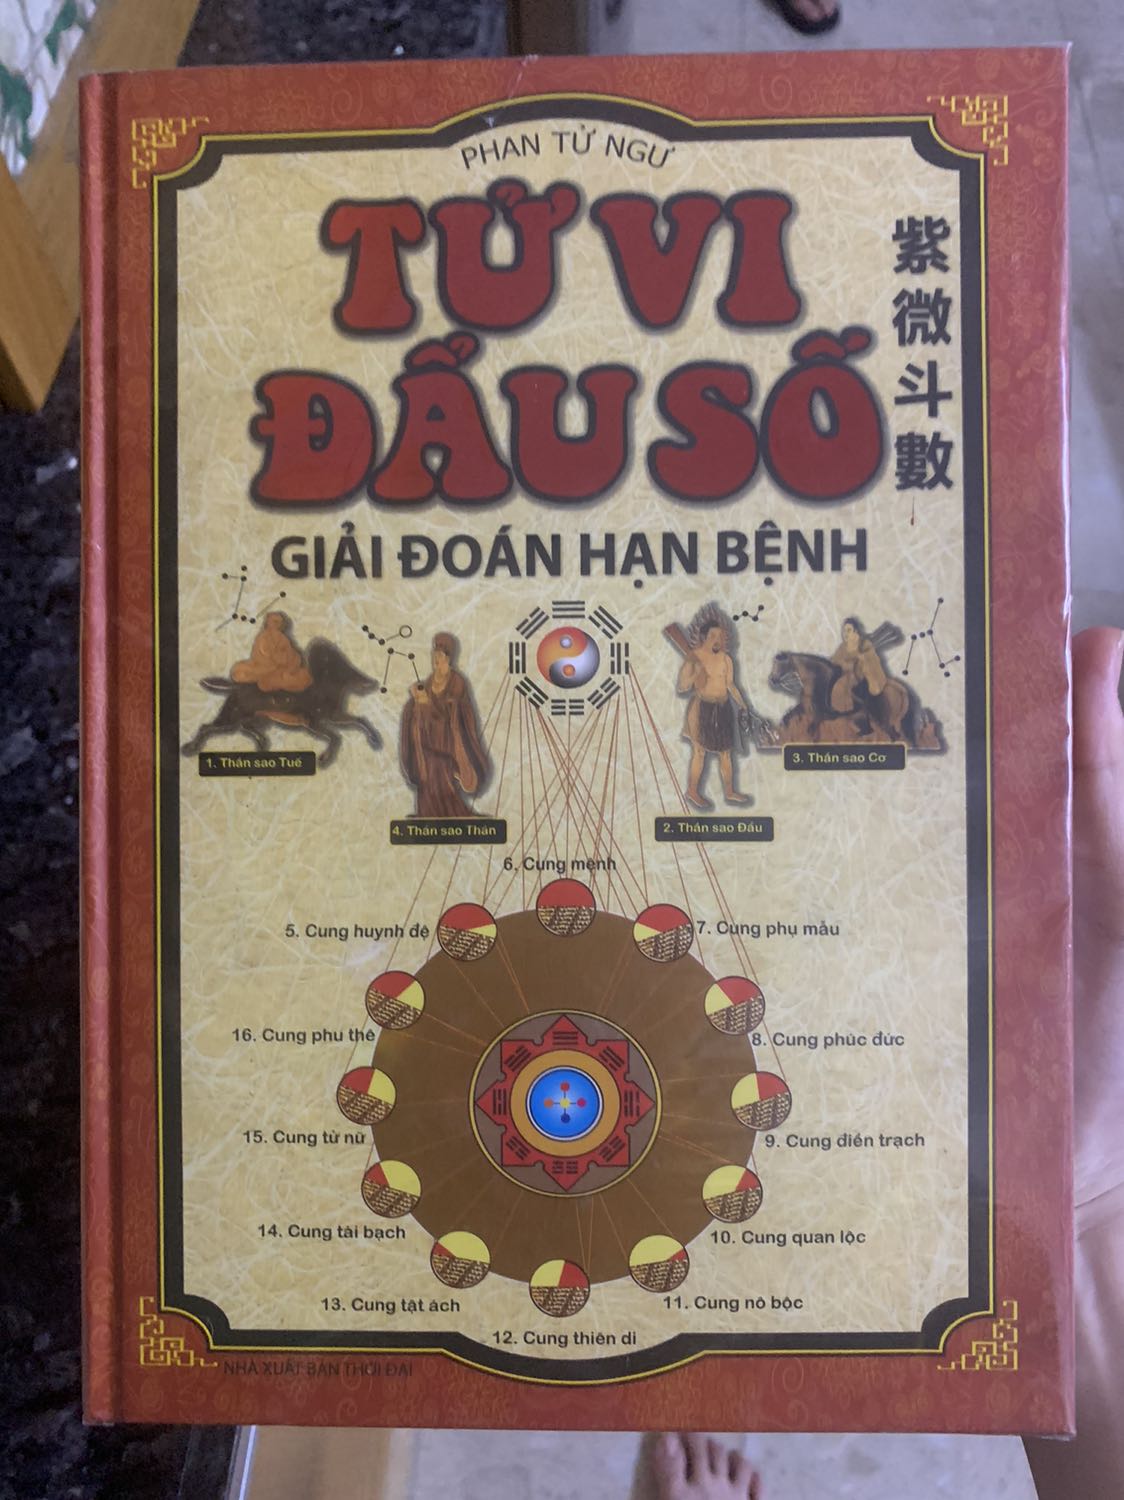 PHAN TỬ NGƯ
TỬ VI
ĐẨU SỐ
紫微斗數
GIẢI ĐOÁN HẠN BỆNH
1. Thần sao Tuế
4. Thần sao Thân
2. Thần sao Đẩu
3. Thần sao Cơ
6. Cung mệnh
5. Cung huynh đệ
7. Cung phụ mẫu
16. Cung phu thê
8. Cung phúc đức
15. Cung tử nữ
9. Cung điền trạch
14. Cung tài bạch
10. Cung quan lộc
13. Cung tật ách
11. Cung nô bộc
12. Cung thiên di
NHÀ XUẤT BẢN THỜI ĐẠI